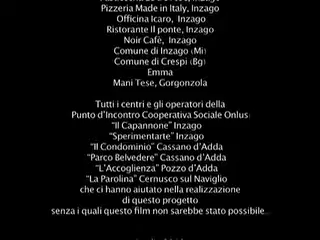 Pizzeria Made in Italy, Inzago
Officina Icaro, Inzago
Ristorante Il ponte, Inzago
Noir Cafè, Inzago
Comune di Inzago (Mi)
Comune di Crespi (Bg)
Emma
Mani Tese, Gorgonzola
Tutti i centri e gli operatori della
Punto d'Incontro Cooperativa Sociale Onlus:
"Il Capannone" Inzago
"Sperimentarte" Inzago
"Il Condominio" Cassano d'Adda
"Parco Belvedere" Cassano d'Adda
"L'Accoglienza" Pozzo d'Adda
"La Parolina" Cernusco sul Naviglio
che ci hanno aiutato nella realizzazione
di questo progetto
senza i quali questo film non sarebbe stato possibile...